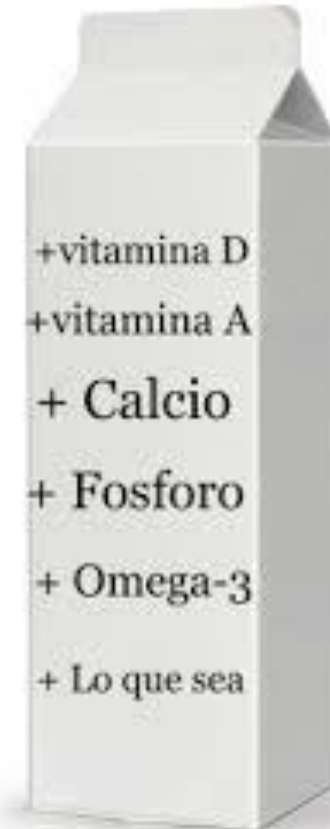 +vitamina D
+vitamina A
+ Calcio
+ Fosforo
+ Omega-3
+ Lo que sea